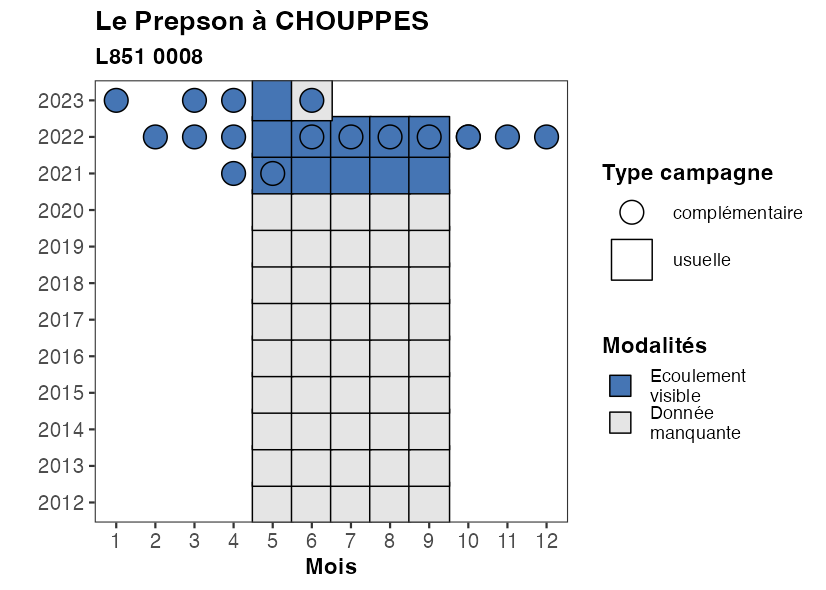 Le Prepson à CHOUPPES
L851 0008
2023
2022
2021
2020
2019
2018
2017
2016
2015
2014
2013
2012
1 2 3 4 5 6 7 8 9 10 11 12
Mois
Type campagne
complémentaire
usuelle
Modalités
Ecoulement
visible
Donnée
manquante